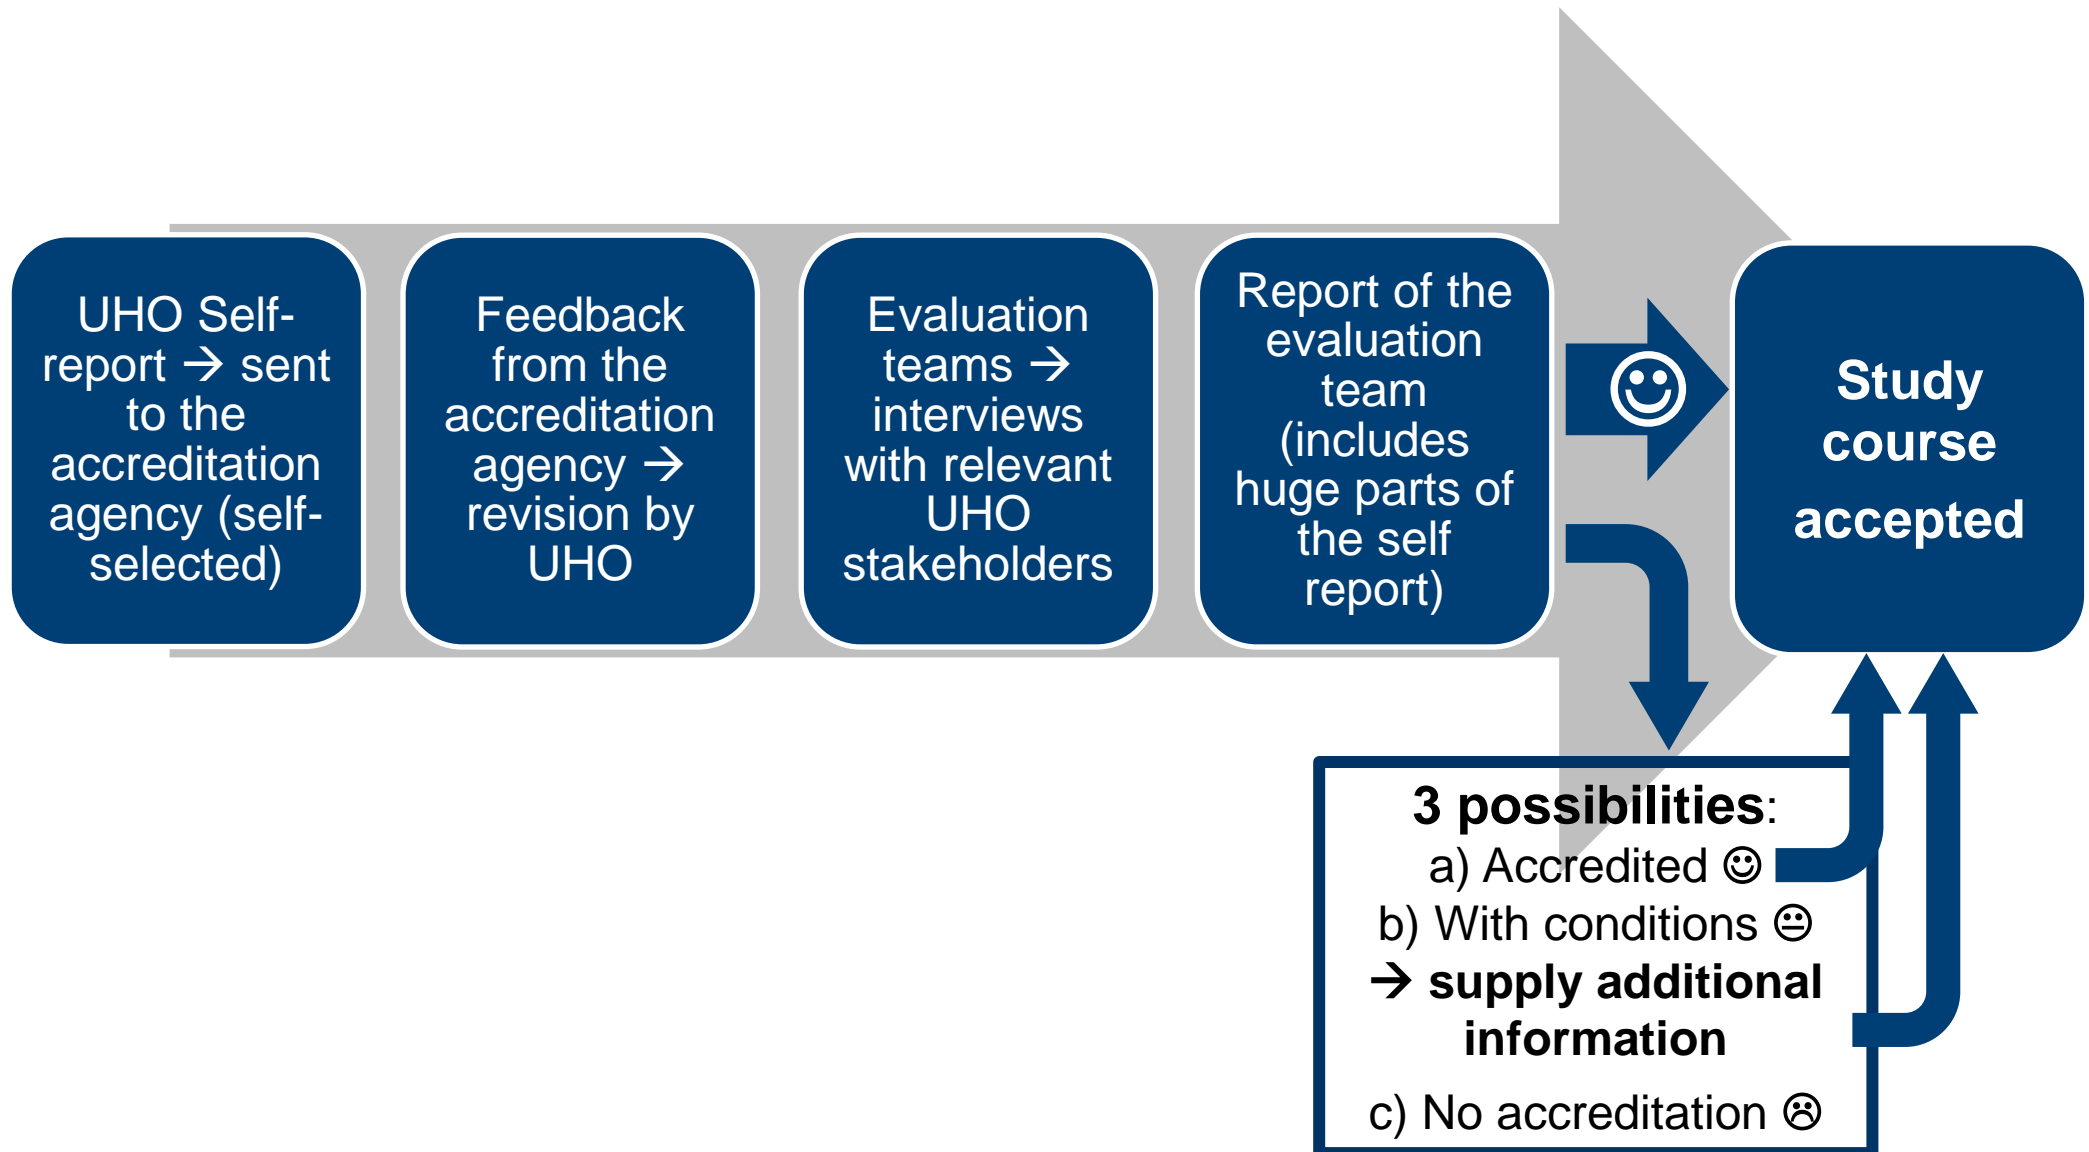 UHO Self-
report → sent
to the
accreditation
agency (self-
selected)
Feedback
from the
accreditation
agency →
revision by
UHO
Evaluation
teams →
interviews
with relevant
UHO
stakeholders
Report of the
evaluation
team
(includes
huge parts of
the self
report)
Study
course
accepted
3 possibilities:
a) Accredited ☺
b) With conditions 😐
→ supply additional
information
c) No accreditation ☹